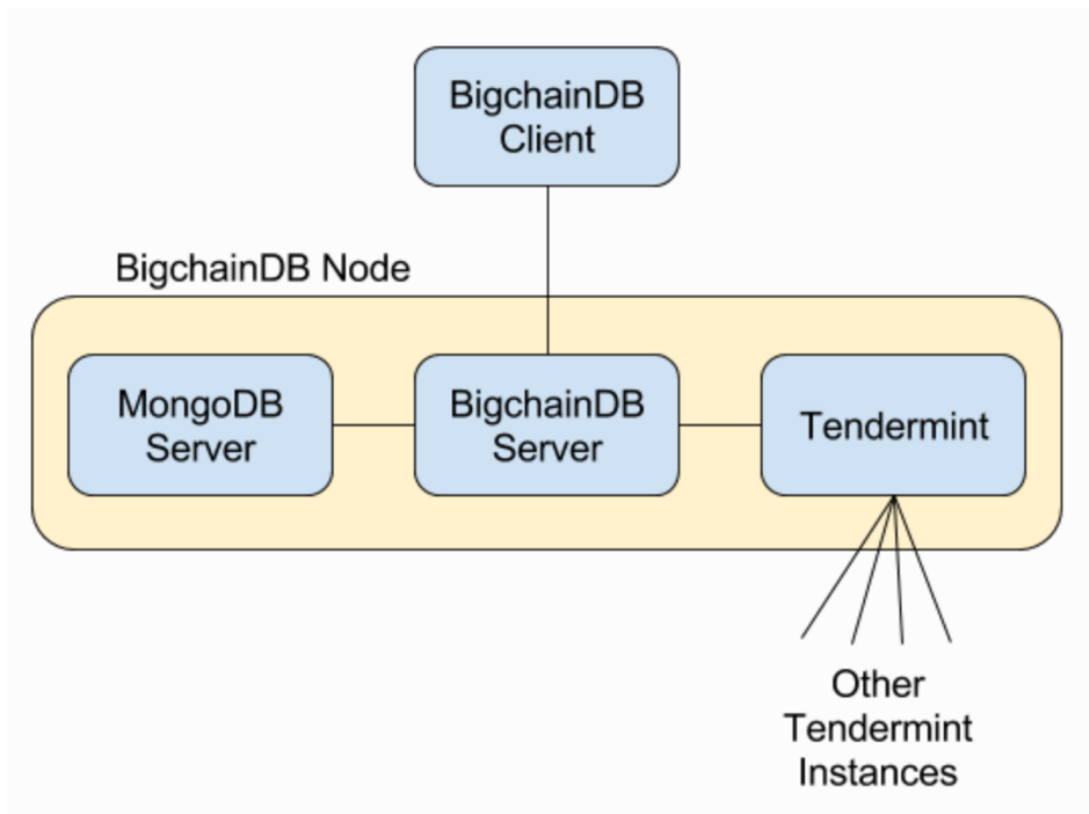 BigchainDB
Client
BigchainDB Node
MongoDB
Server
BigchainDB
Server
Tendermint
Other
Tendermint
Instances